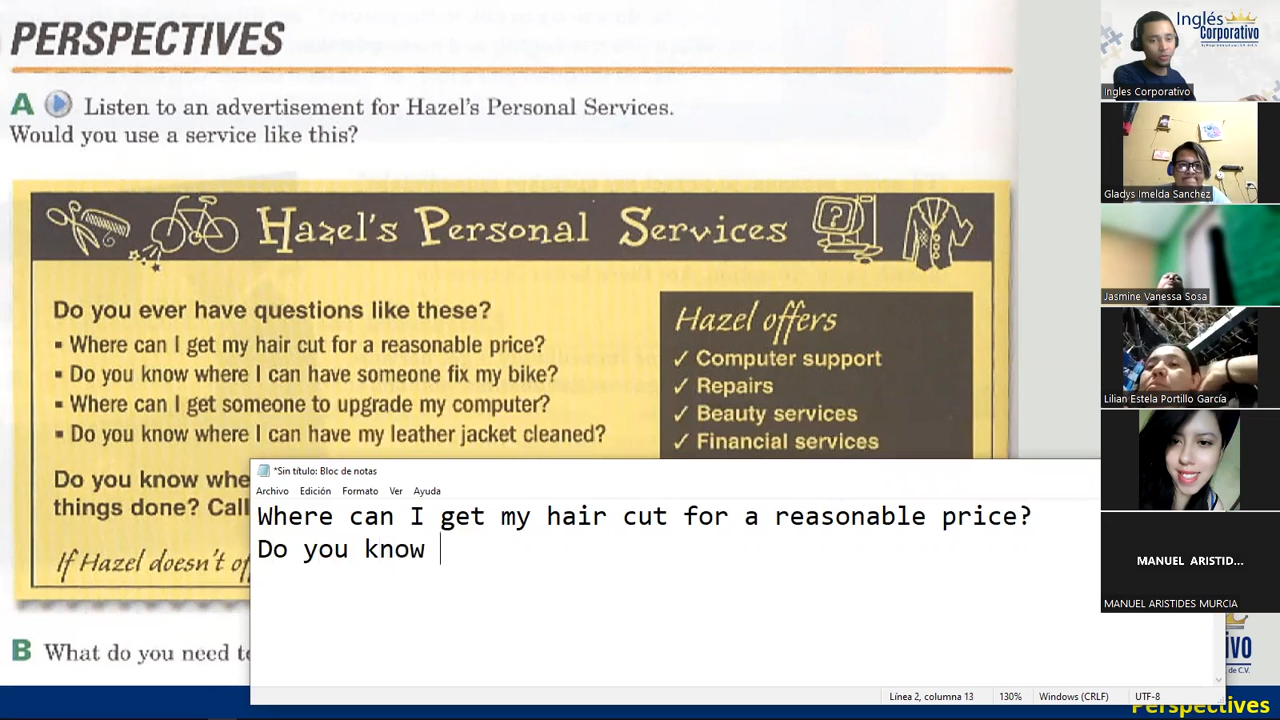 PERSPECTIVES
A Listen to an advertisement for Hazel's Personal Services.
Would you use a service like this?
Hazel's Personal Services
Do you ever have questions like these?
▪ Where can I get my hair cut for a reasonable price?
▪ Do you know where I can have someone fix my bike?
▪ Where can I get someone to upgrade my computer?
▪ Do you know where I can have my leather jacket cleaned?
Do you know whe
things done? Call
If Hazel doesn't of
Hazel offers
✓ Computer support
✓ Repairs
✓ Beauty services
✓ Financial services
B What do you need to
*Sin título: Bloc de notas
Archivo Edición Formato Ver Ayuda
Where can I get my hair cut for a reasonable price?
Do you know
Línea 2, columna 13 130% Windows (CRLF) UTF-8
Inglés
Corporativo
Ingles Corporativo
Gladys Imelda Sanchez
Jasmine Vanessa Sosa
Lilian Estela Portillo García
MANUEL ARISTID...
MANUEL ARISTIDES MURCIA
ivo
de C.V.
Perspectives